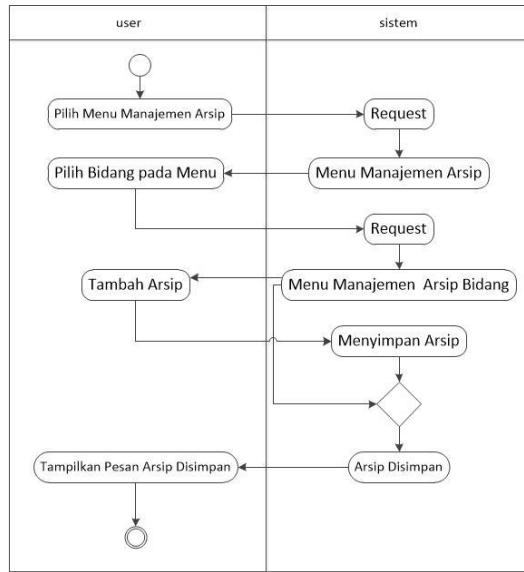 user
sistem
Pilih Menu Manajemen Arsip
Request
Pilih Bidang pada Menu
Menu Manajemen Arsip
Request
Tambah Arsip
Menu Manajemen Arsip Bidang
Menyimpan Arsip
Tampilkan Pesan Arsip Disimpan
Arsip Disimpan